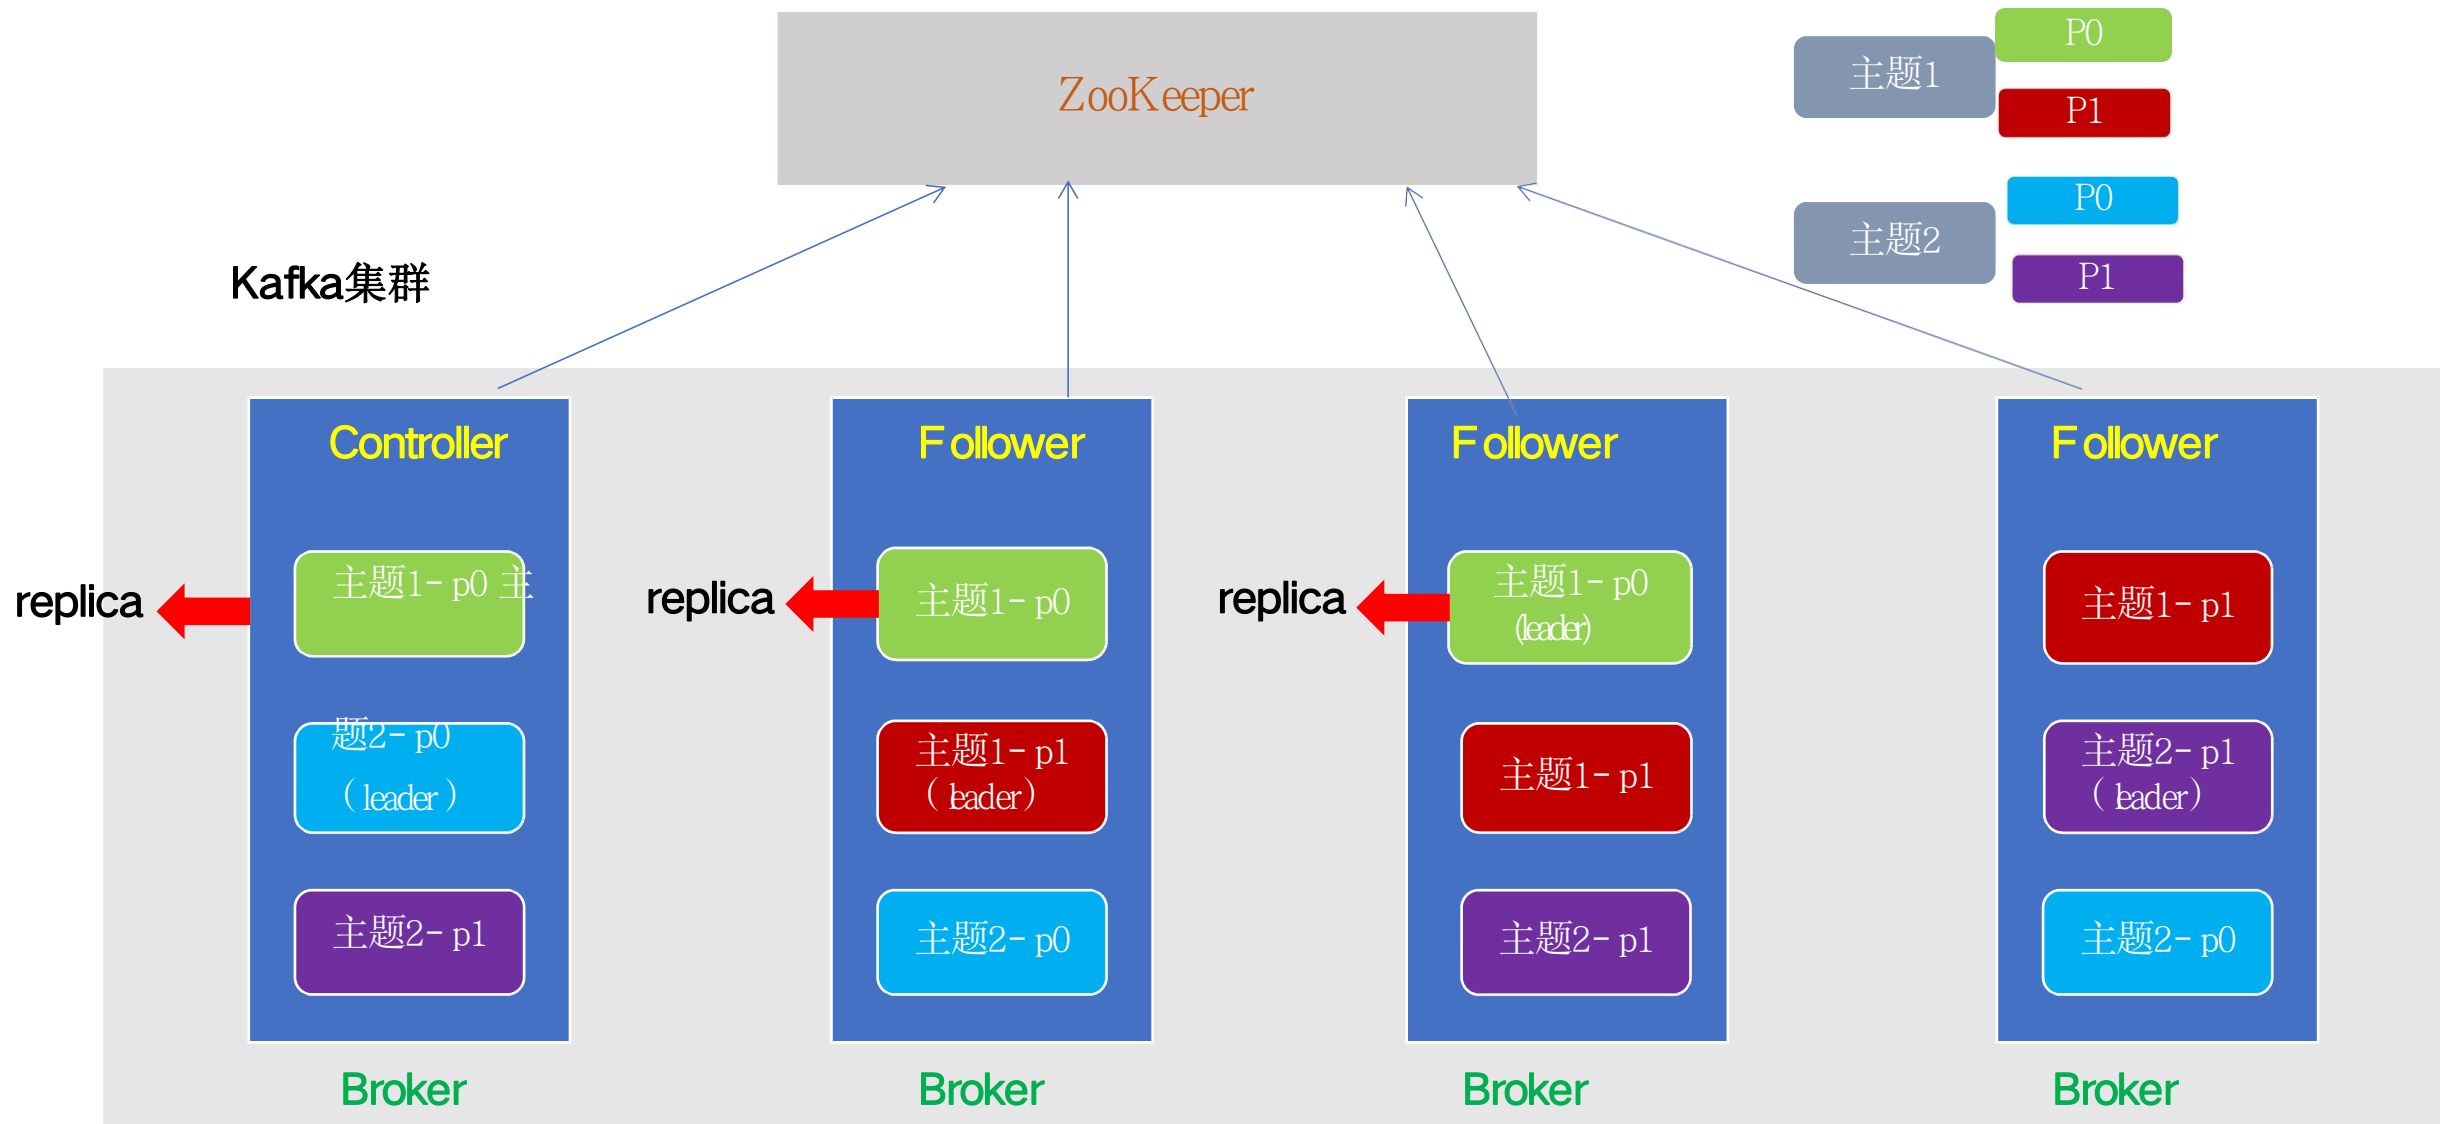 ZooKeeper
主题1
P0
P1
主题2
P0
P1
Kafka集群
Controller
Follower
Follower
Follower
replica
主题1- p0 主
题2- p0
（leader）
主题2- p1
replica
主题1- p0
主题1- p1
（leader）
主题2- p0
replica
主题1- p0
(leader)
主题1- p1
主题2- p1
主题1- p1
主题2- p1
（leader）
主题2- p0
Broker
Broker
Broker
Broker